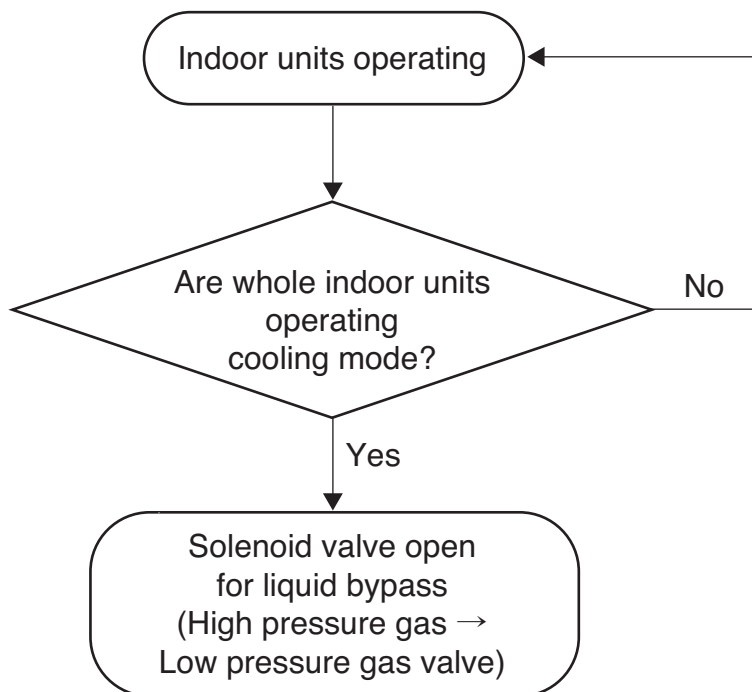 Indoor units operating
Are whole indoor units
operating
cooling mode?
No
Yes
Solenoid valve open
for liquid bypass
(High pressure gas →
Low pressure gas valve)